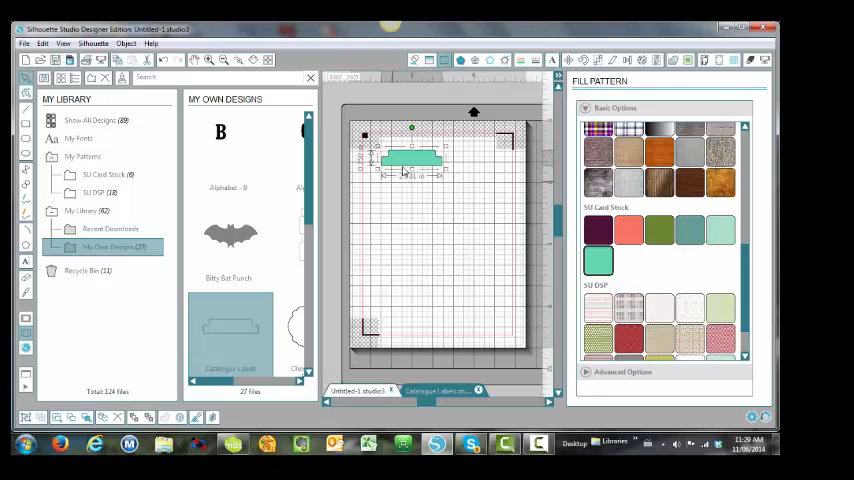 Silhouette Studio Designer Edition: Untitled-1.studio3
File Edit View Silhouette Object Help
Search
MY LIBRARY
Show All Designs (89)
My Fonts
My Patterns
SU Card Stock (6)
SU DSP (18)
My Library (62)
Recent Downloads
My Own Designs (27)
Recycle Bin (11)
Total: 124 files
MY OWN DESIGNS
B
Alphabet - B
Bitty Bat Punch
Catalogue Labels
27 files
Untitled-1.studio3 x
Catalogue Labels.stu... x
FILL PATTERN
Basic Options
SU Card Stock
SU DSP
Advanced Options
mds
Desktop
Libraries
11:29 AM
11/06/2014